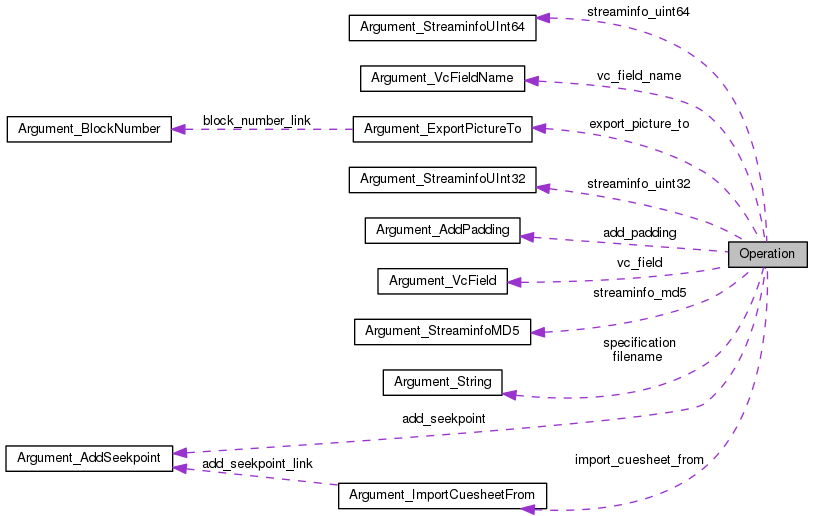 streaminfo_uint64
Argument_StreaminfoUInt64
vc_field_name
Argument_VcFieldName
block_number_link
export_picture_to
Argument_BlockNumber
Argument_ExportPictureTo
Argument_StreaminfoUInt32
streaminfo_uint32
Argument_AddPadding
add_padding
Operation
vc_field
Argument_VcField
streaminfo_md5
Argument_StreaminfoMD5
specification
filename
Argument_String
add_seekpoint
Argument_AddSeekpoint
add_seekpoint_link
import_cuesheet_from
Argument_ImportCuesheetFrom